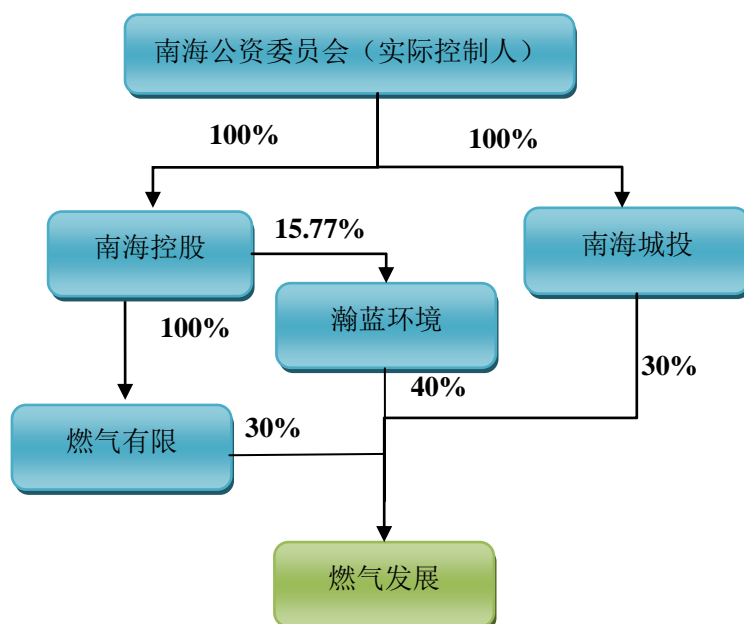 南海公资委员会（实际控制人）
100%
100%
南海控股
15.77%
南海城投
100%
瀚蓝环境
40%
30%
燃气有限
30%
燃气发展